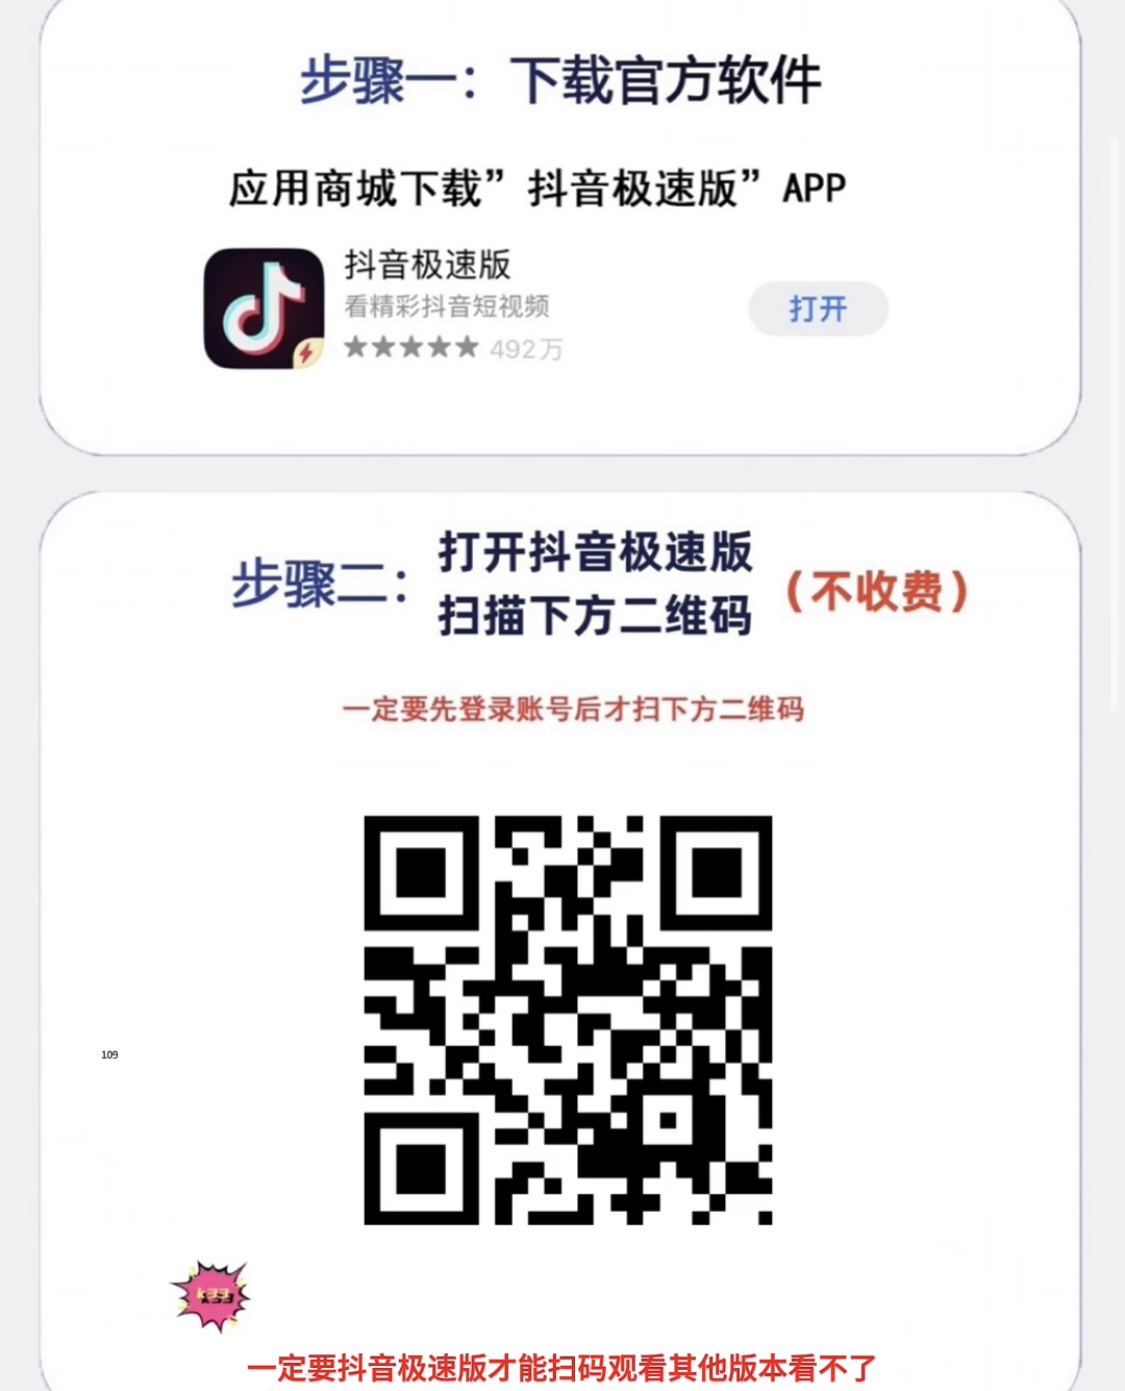 步骤一：下载官方软件
应用商城下载”抖音极速版”APP
抖音极速版
看精彩抖音短视频
492万
打开
步骤二：
打开抖音极速版
扫描下方二维码
（不收费）
一定要先登录账号后才扫下方二维码
109
k33
一定要抖音极速版才能扫码观看其他版本看不了